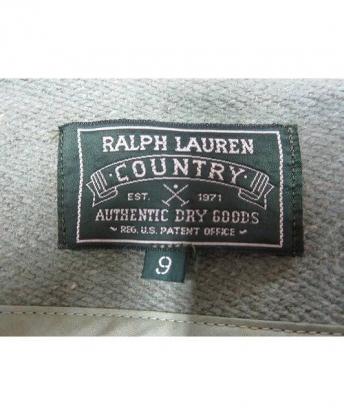 RALPH LAUREN
COUNTRY
EST. 1971
AUTHENTIC DRY GOODS
~ REG. U.S. PATENT OFFICE ~
9